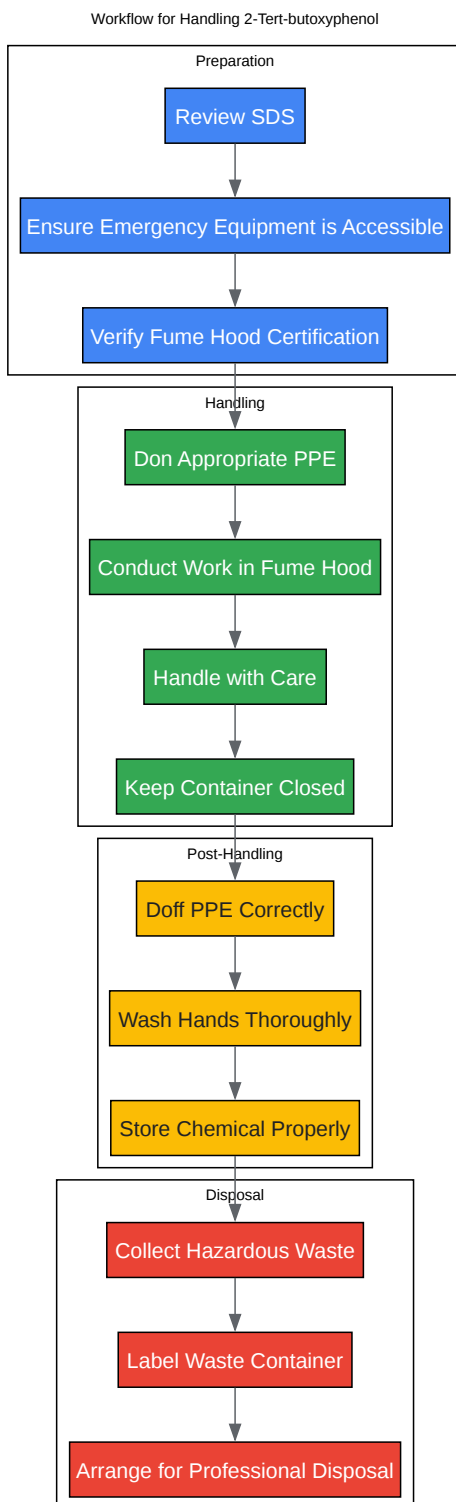 Workflow for Handling 2-Tert-butoxyphenol
Preparation
Review SDS
Ensure Emergency Equipment is Accessible
Verify Fume Hood Certification
Handling
Don Appropriate PPE
Conduct Work in Fume Hood
Handle with Care
Keep Container Closed
Post-Handling
Doff PPE Correctly
Wash Hands Thoroughly
Store Chemical Properly
Disposal
Collect Hazardous Waste
Label Waste Container
Arrange for Professional Disposal